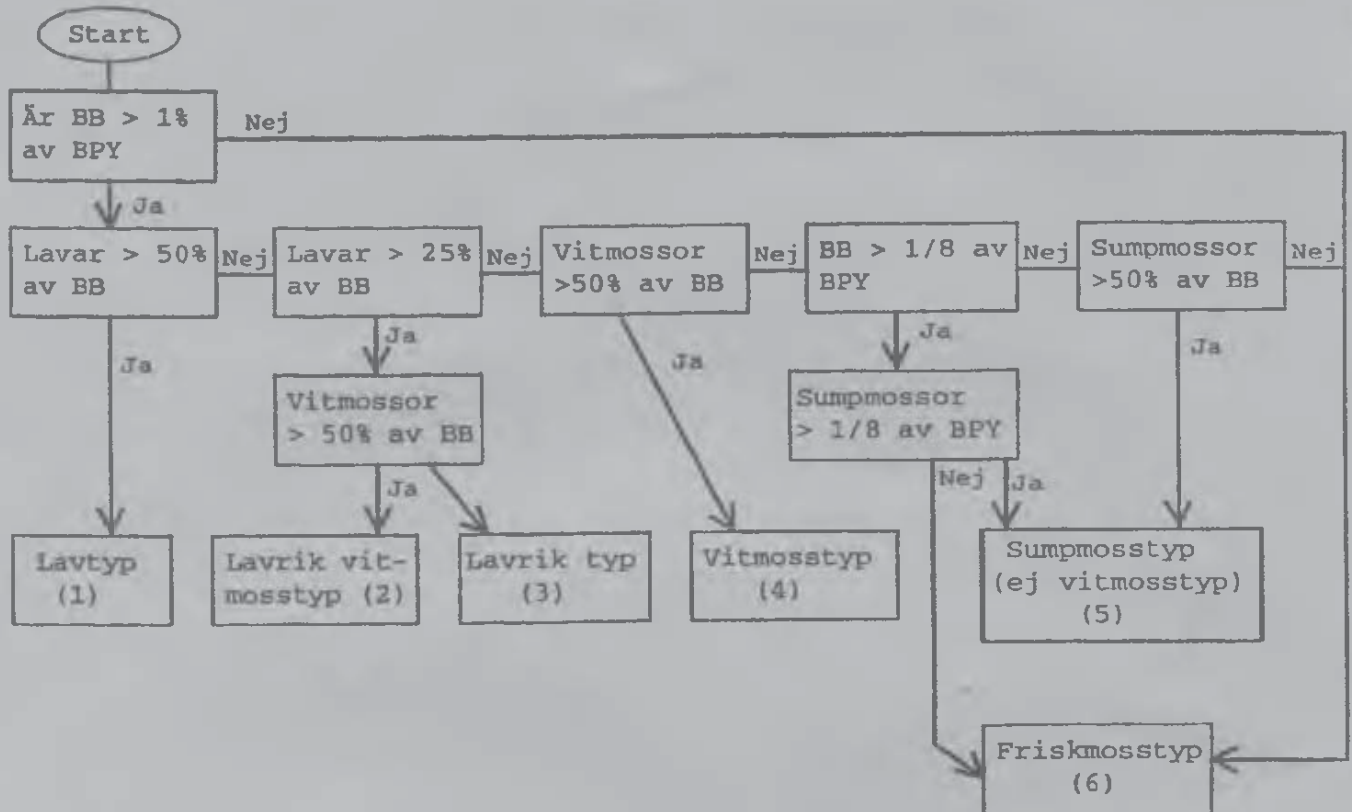 Start
Är BB > 1%
av BPY
Nej
Ja
Lavar > 50%
av BB
Nej
Lavar > 25%
av BB
Nej
Vitmossor
>50% av BB
Nej
BB > 1/8 av
BPY
Nej
Sumpmossor
>50% av BB
Nej
Ja
Ja
Ja
Ja
Ja
Vitmossor
> 50% av BB
Sumpmossor
> 1/8 av BPY
Ja
Nej
Ja
Lavtyp
(1)
Lavrik vit-
mosstyp (2)
Lavrik typ
(3)
Vitmosstyp
(4)
Sumpmosstyp
(ej vitmosstyp)
(5)
Friskmosstyp
(6)